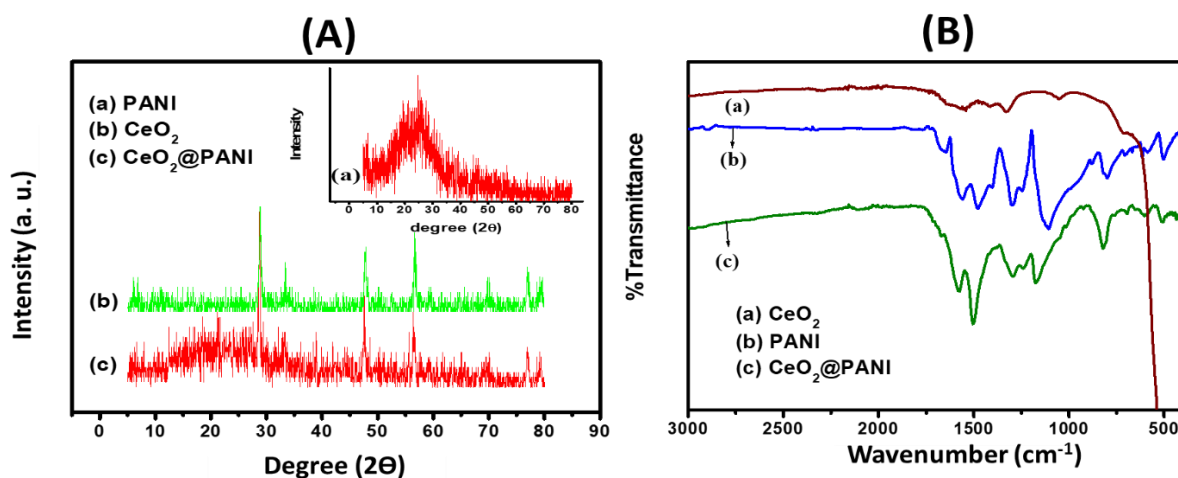 (A)
(a) PANI
(b) CeO₂
(c) CeO₂@PANI
Intensity
(a)
0 10 20 30 40 50 60 70 80
degree (2θ)
Intensity (a. u.)
(b)
(c)
0 10 20 30 40 50 60 70 80 90
Degree (2Θ)
(B)
(a)
(b)
(c)
%Transmittance
(a) CeO₂
(b) PANI
(c) CeO₂@PANI
3000 2500 2000 1500 1000 500
Wavenumber (cm⁻¹)